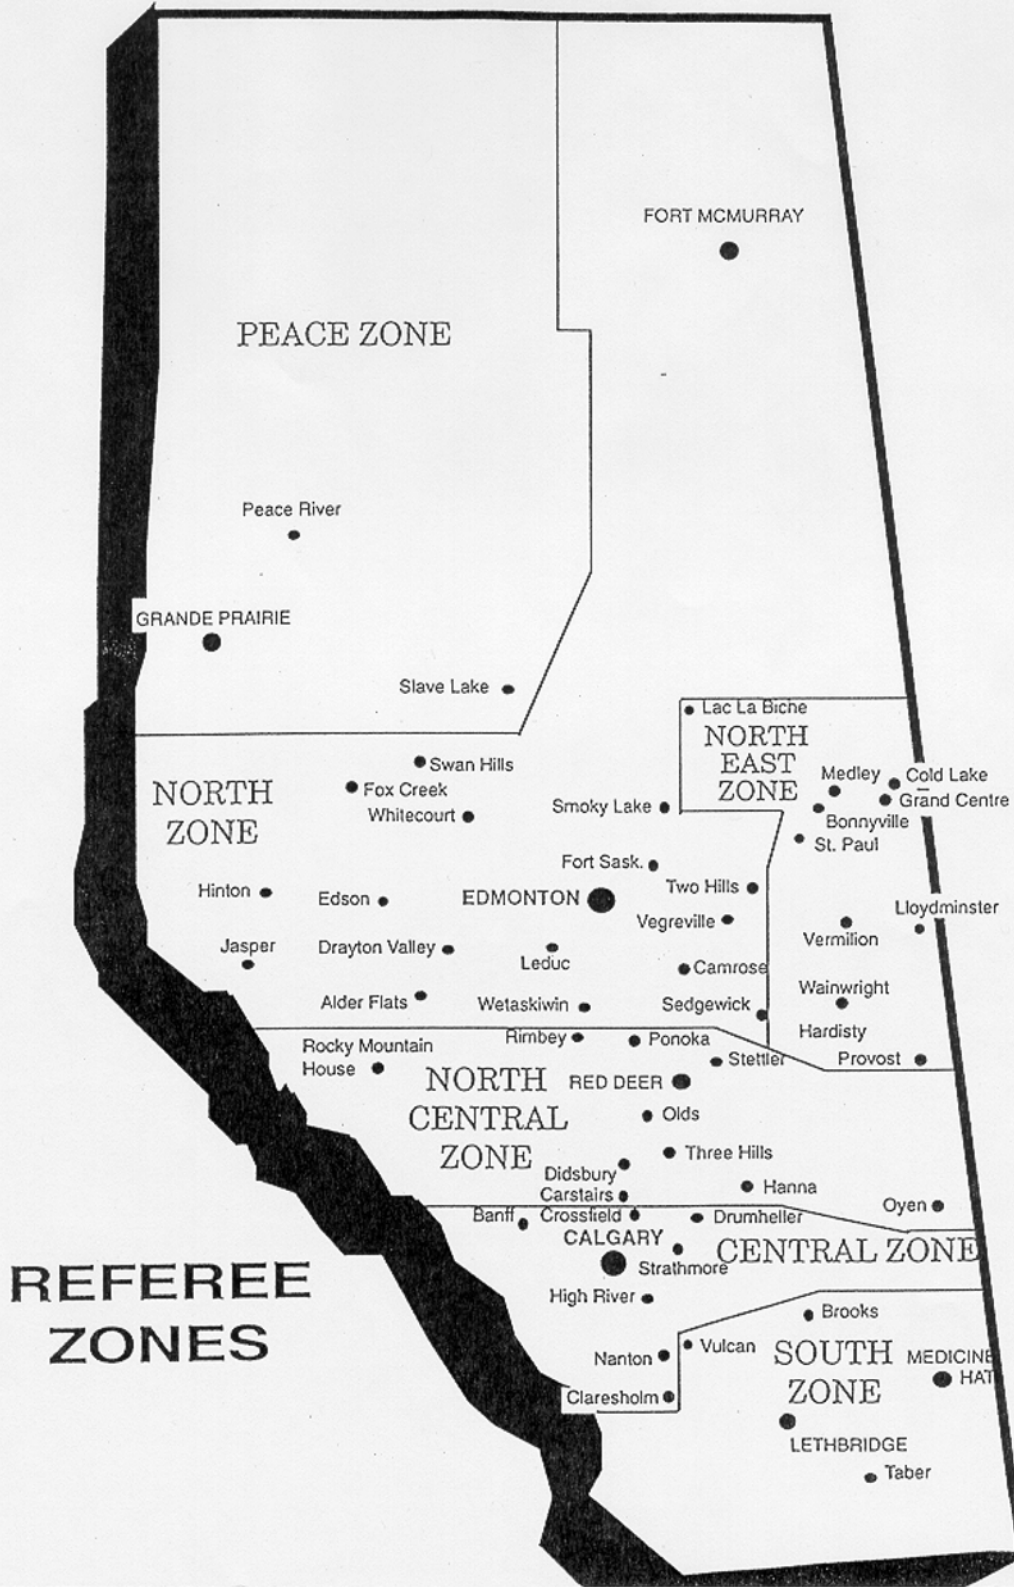 FORT MCMURRAY
PEACE ZONE
Peace River
GRANDE PRAIRIE
Slave Lake
Lac La Biche
NORTH
EAST
ZONE
Swan Hills
Fox Creek
Whitecourt
NORTH
ZONE
Smoky Lake
Medley
Cold Lake
Grand Centre
Bonnyville
St. Paul
Fort Sask.
Two Hills
Hinton
Edson
EDMONTON
Vegreville
Lloydminster
Vermilion
Jasper
Drayton Valley
Leduc
Camrose
Wainwright
Alder Flats
Wetaskiwin
Sedgewick
Hardisty
Rimbey
Ponoka
Provost
Rocky Mountain
House
Stettler
NORTH
CENTRAL
ZONE
RED DEER
Olds
Three Hills
Didsbury
Carstairs
Hanna
Oyen
Banff
Crossfield
Drumheller
CALGARY
CENTRAL ZONE
Strathmore
REFEREE
ZONES
High River
Brooks
Vulcan
Nanton
SOUTH
ZONE
MEDICINE
HAT
Claresholm
LETHBRIDGE
Taber